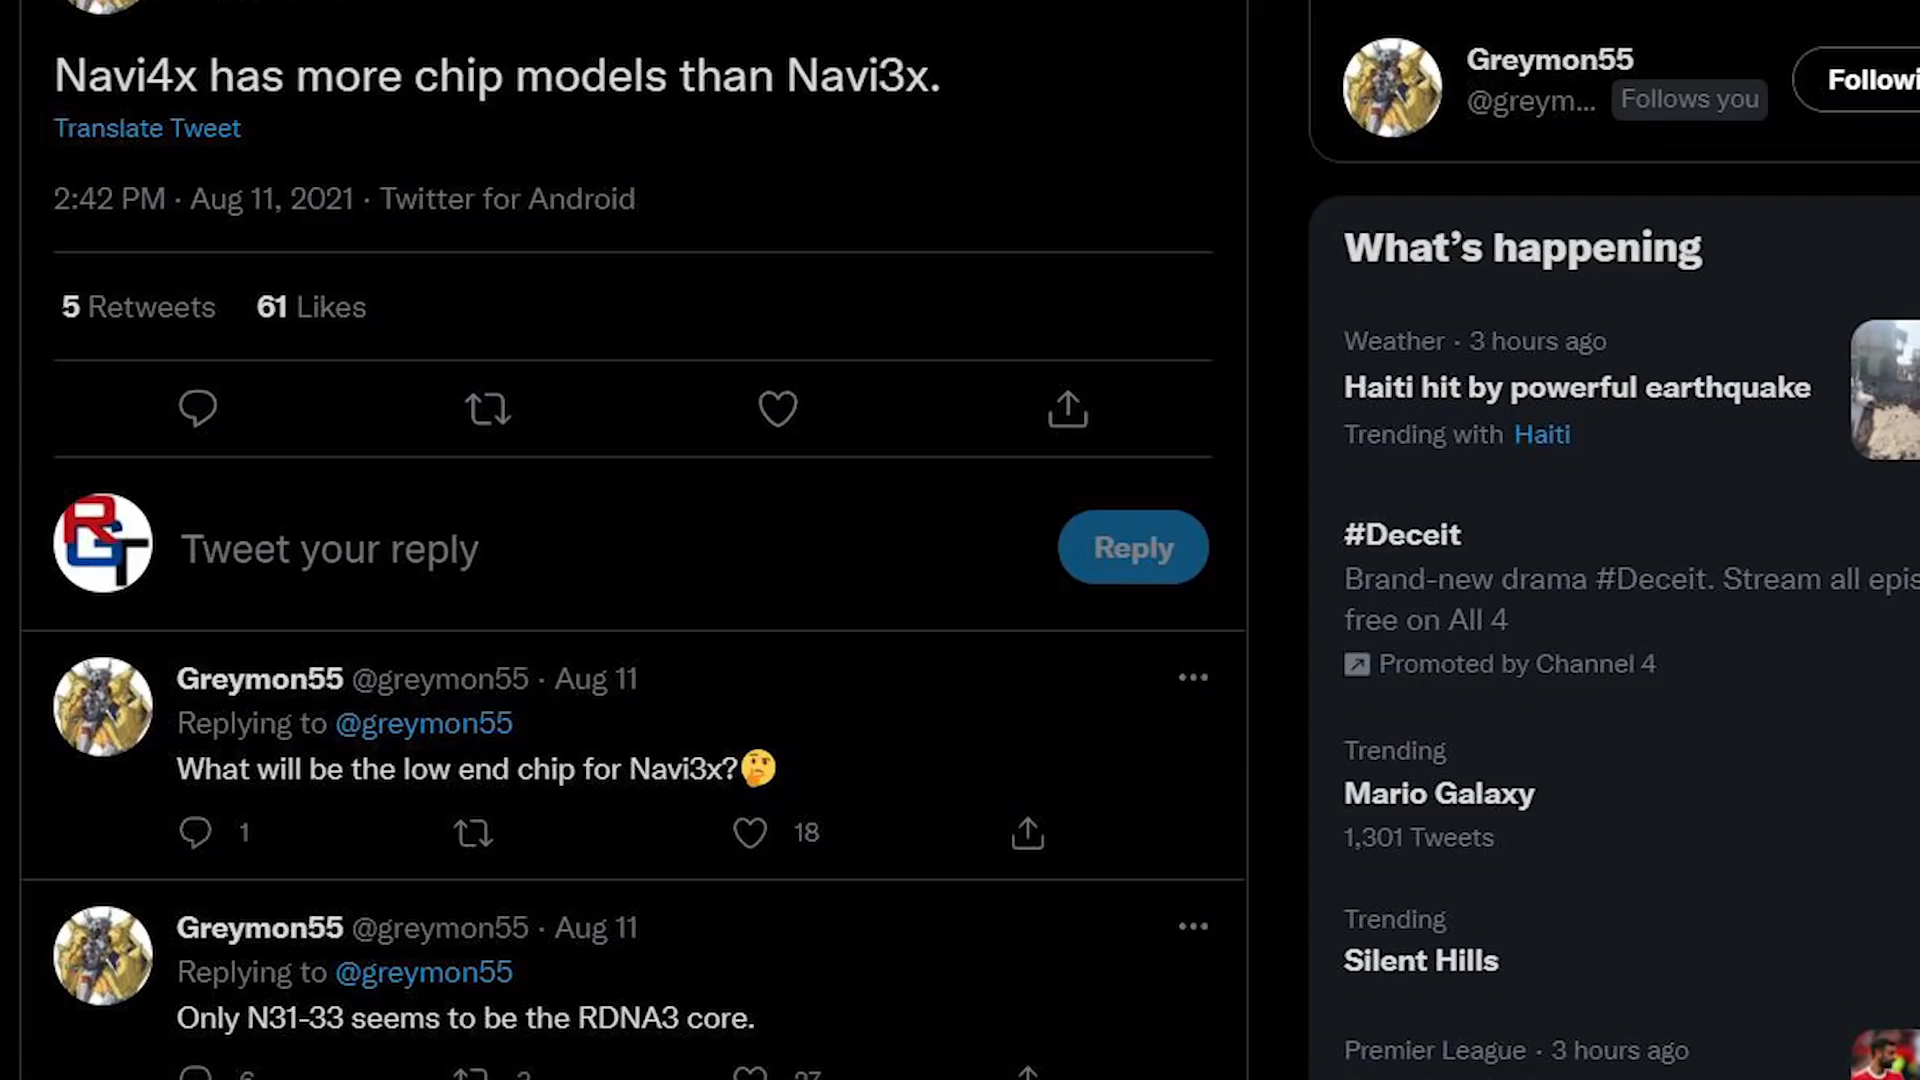 Navi4x has more chip models than Navi3x.
Translate Tweet
2:42 PM · Aug 11, 2021 · Twitter for Android
5 Retweets 61 Likes
RGT
Tweet your reply
Reply
Greymon55 @greymon55 · Aug 11
Replying to @greymon55
What will be the low end chip for Navi3x?🤔
1 18
Greymon55 @greymon55 · Aug 11
Replying to @greymon55
Only N31-33 seems to be the RDNA3 core.
Greymon55
@greym... Follows you
Followi
What's happening
Weather · 3 hours ago
Haiti hit by powerful earthquake
Trending with Haiti
#Deceit
Brand-new drama #Deceit. Stream all epis
free on All 4
Promoted by Channel 4
Trending
Mario Galaxy
1,301 Tweets
Trending
Silent Hills
Premier League · 3 hours ago